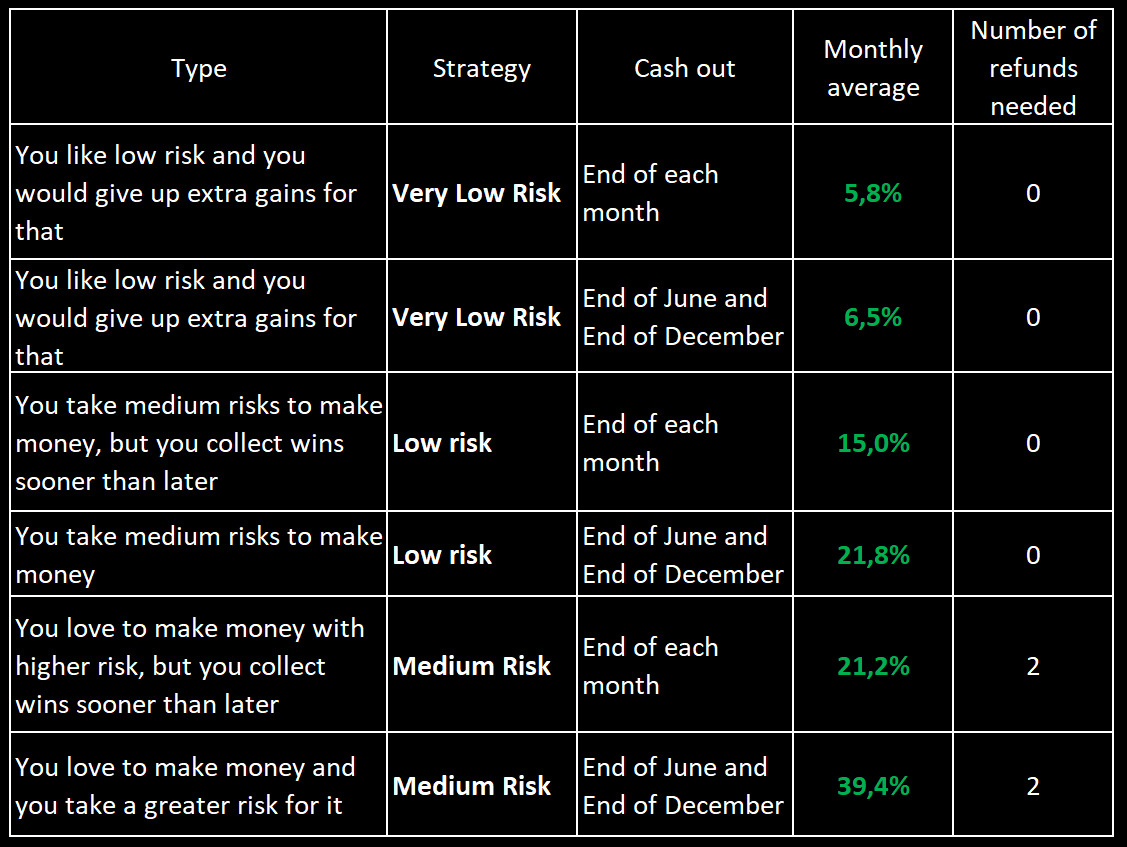 Type
Strategy
Cash out
Monthly
average
Number of
refunds
needed
You like low risk and you
would give up extra gains for
that
Very Low Risk
End of each
month
5,8%
0
You like low risk and you
would give up extra gains for
that
Very Low Risk
End of June and
End of December
6,5%
0
You take medium risks to make
money, but you collect wins
sooner than later
Low risk
End of each
month
15,0%
0
You take medium risks to make
money
Low risk
End of June and
End of December
21,8%
0
You love to make money with
higher risk, but you collect
wins sooner than later
Medium Risk
End of each
month
21,2%
2
You love to make money and
you take a greater risk for it
Medium Risk
End of June and
End of December
39,4%
2